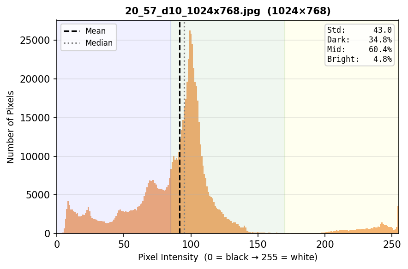 20_57_d10_1024x768.jpg  (1024×768)
Mean
Median
Std: 43.0
Dark: 34.8%
Mid: 60.4%
Bright: 4.8%
Number of Pixels
25000
20000
15000
10000
5000
0
0 50 100 150 200 250
Pixel Intensity  (0 = black → 255 = white)